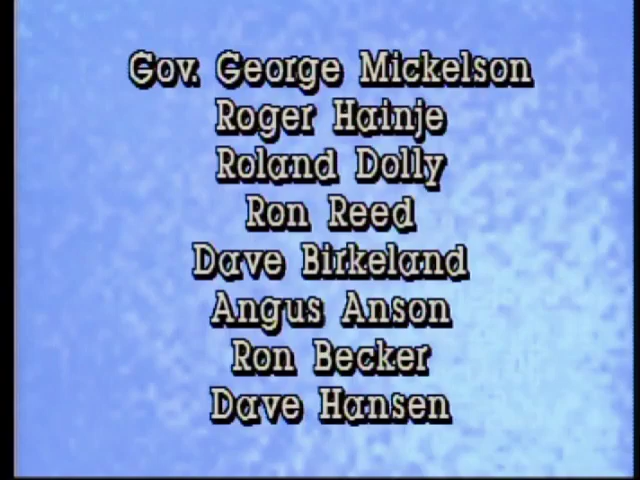 Gov. George Mickelson
Roger Hainje
Roland Dolly
Ron Reed
Dave Birkeland
Angus Anson
Ron Becker
Dave Hansen